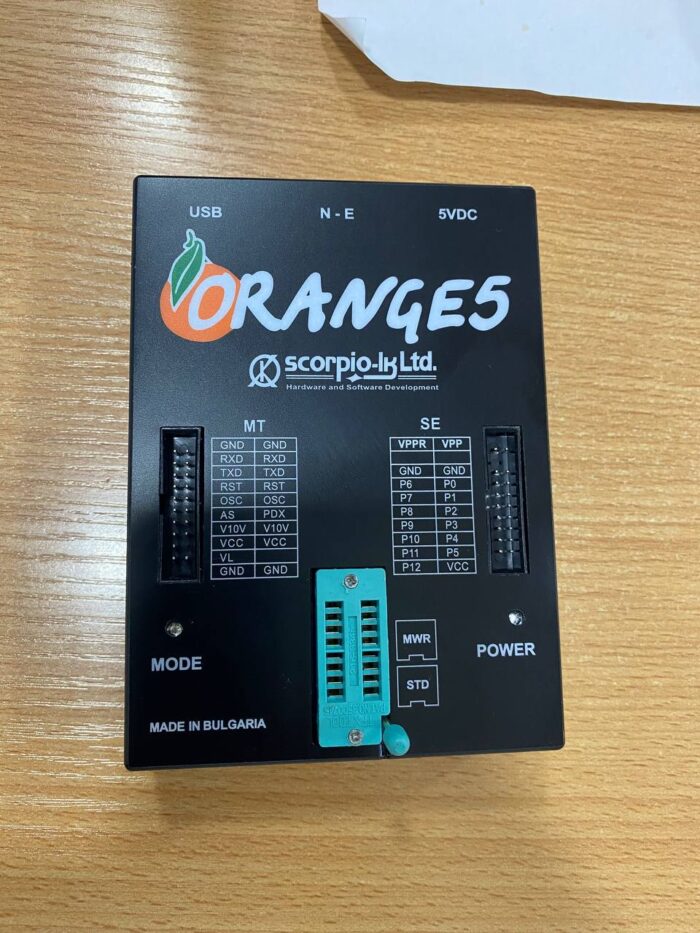 USB N - E 5VDC
ORANGE5
scorpio-lk Ltd.
Hardware and Software Development
MT
GND GND
RXD RXD
TXD TXD
RST RST
OSC OSC
AS PDX
V10V V10V
VCC VCC
VL
GND GND
SE
VPPR VPP
GND GND
P6 P0
P7 P1
P8 P2
P9 P3
P10 P4
P11 P5
P12 VCC
MWR
STD
MODE
POWER
MADE IN BULGARIA
TEXTOOL